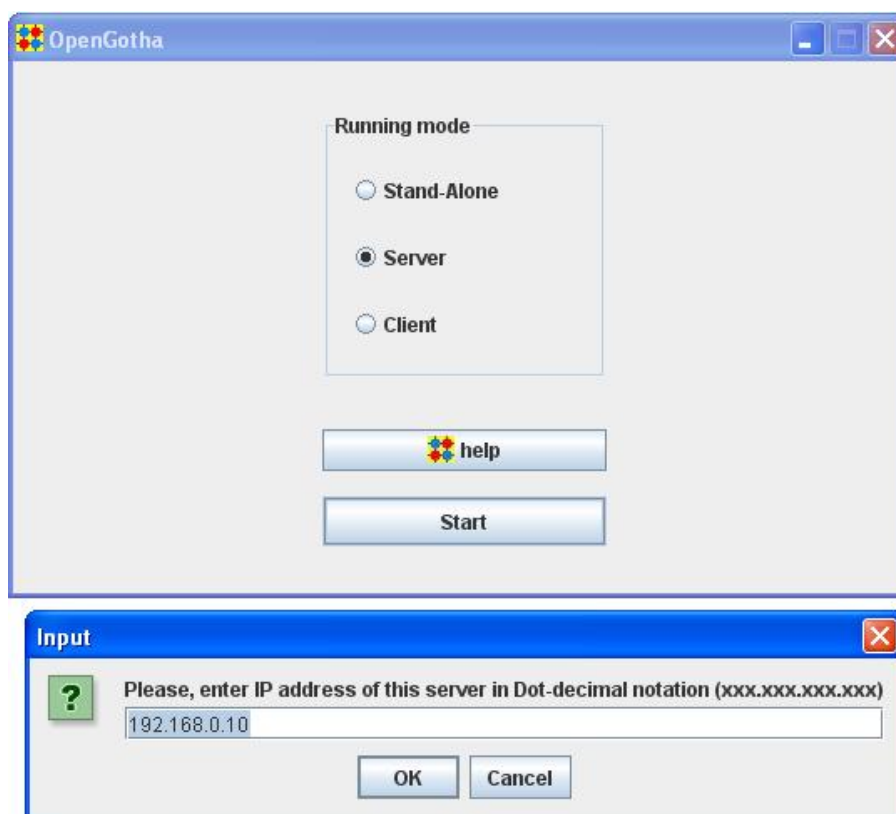 OpenGotha
Running mode
Stand-Alone
Server
Client
help
Start
Input
Please, enter IP address of this server in Dot-decimal notation (xxx.xxx.xxx.xxx)
192.168.0.10
OK
Cancel